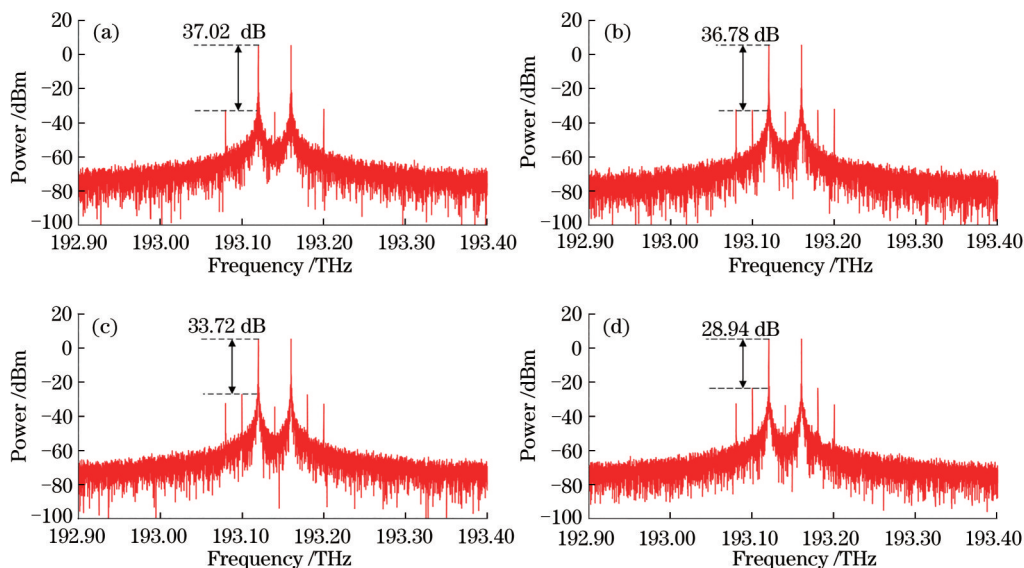 (a)
37.02 dB
20
0
−20
−40
−60
−80
−100
Power /dBm
192.90 193.00 193.10 193.20 193.30 193.40
Frequency /THz
(b)
36.78 dB
20
0
−20
−40
−60
−80
−100
Power /dBm
192.90 193.00 193.10 193.20 193.30 193.40
Frequency /THz
(c)
33.72 dB
20
0
−20
−40
−60
−80
−100
Power /dBm
192.90 193.00 193.10 193.20 193.30 193.40
Frequency /THz
(d)
28.94 dB
20
0
−20
−40
−60
−80
−100
Power /dBm
192.90 193.00 193.10 193.20 193.30 193.40
Frequency /THz